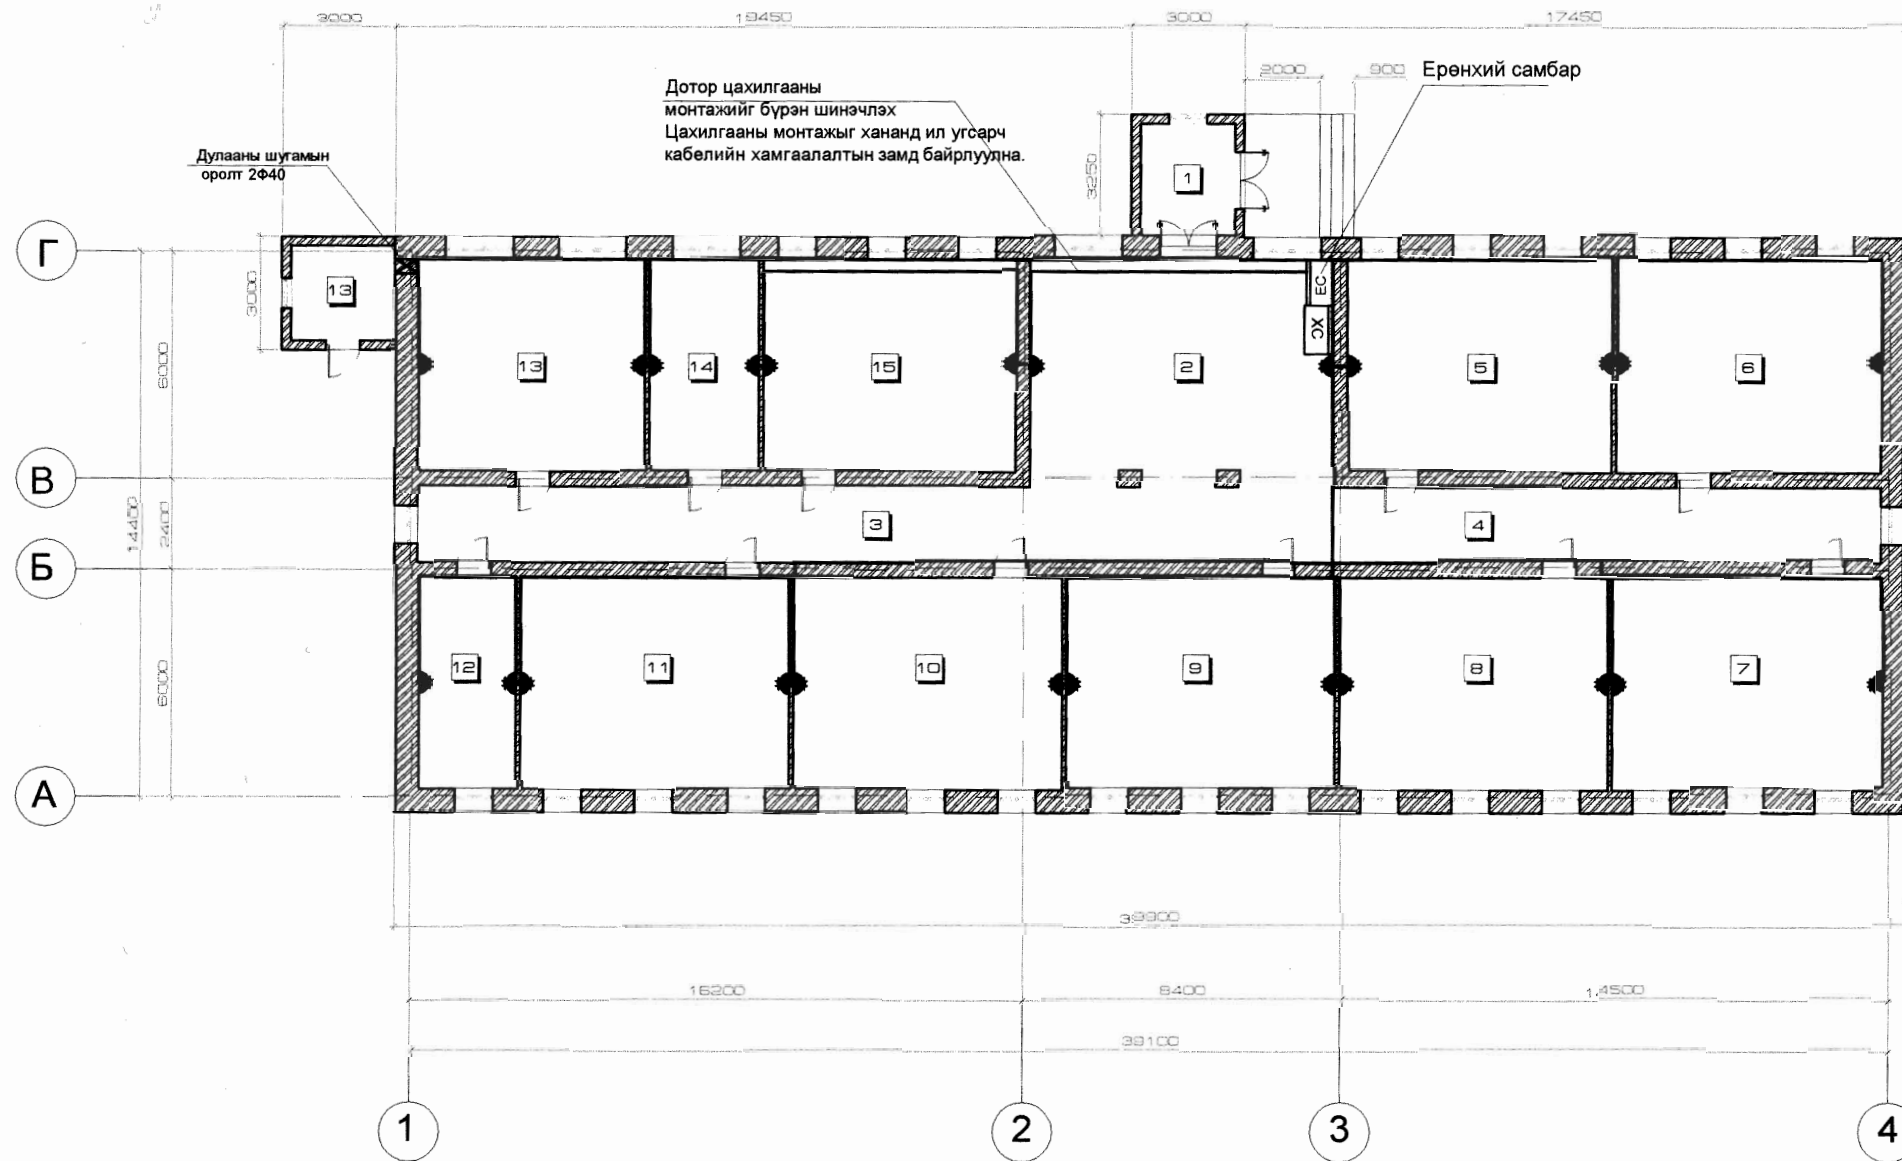 3000 19450 3000 17450
2000 900 Ерөнхий самбар
Дотор цахилгааны
монтажийг бүрэн шинэчлэх
Цахилгааны монтажыг хананд ил угсарч
кабелийн хамгаалалтын замд байрлуулна.
Дулааны шугамын
оролт 2Ф40
3250
1
Г
3000
13
ЕС
ЭХ
6000
13 14 15 2 5 6
В
14400
2400
3 4
Б
6000
12 11 10 9 8 7
А
39900
16200 8400 14500
39100
1 2 3 4